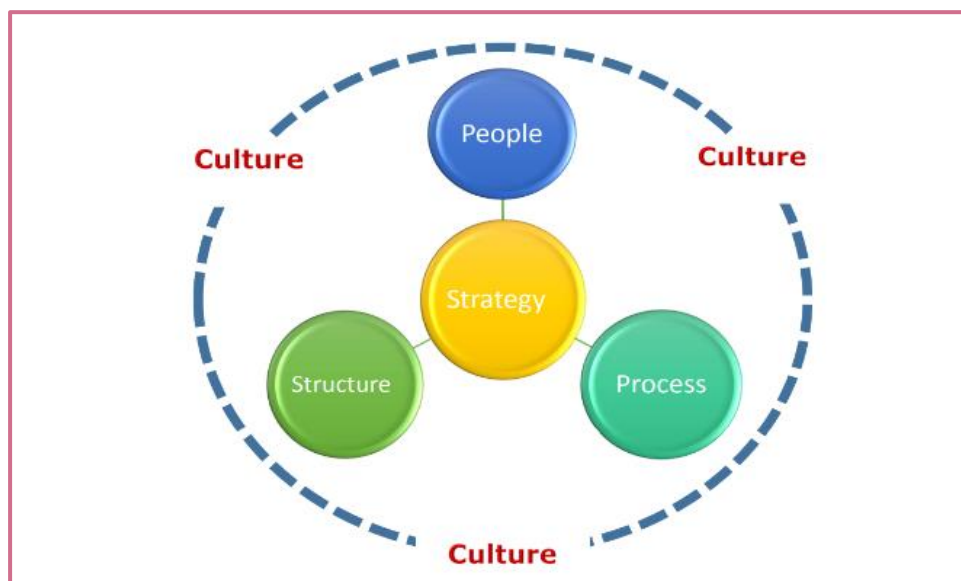 People
Culture
Culture
Strategy
Structure
Process
Culture